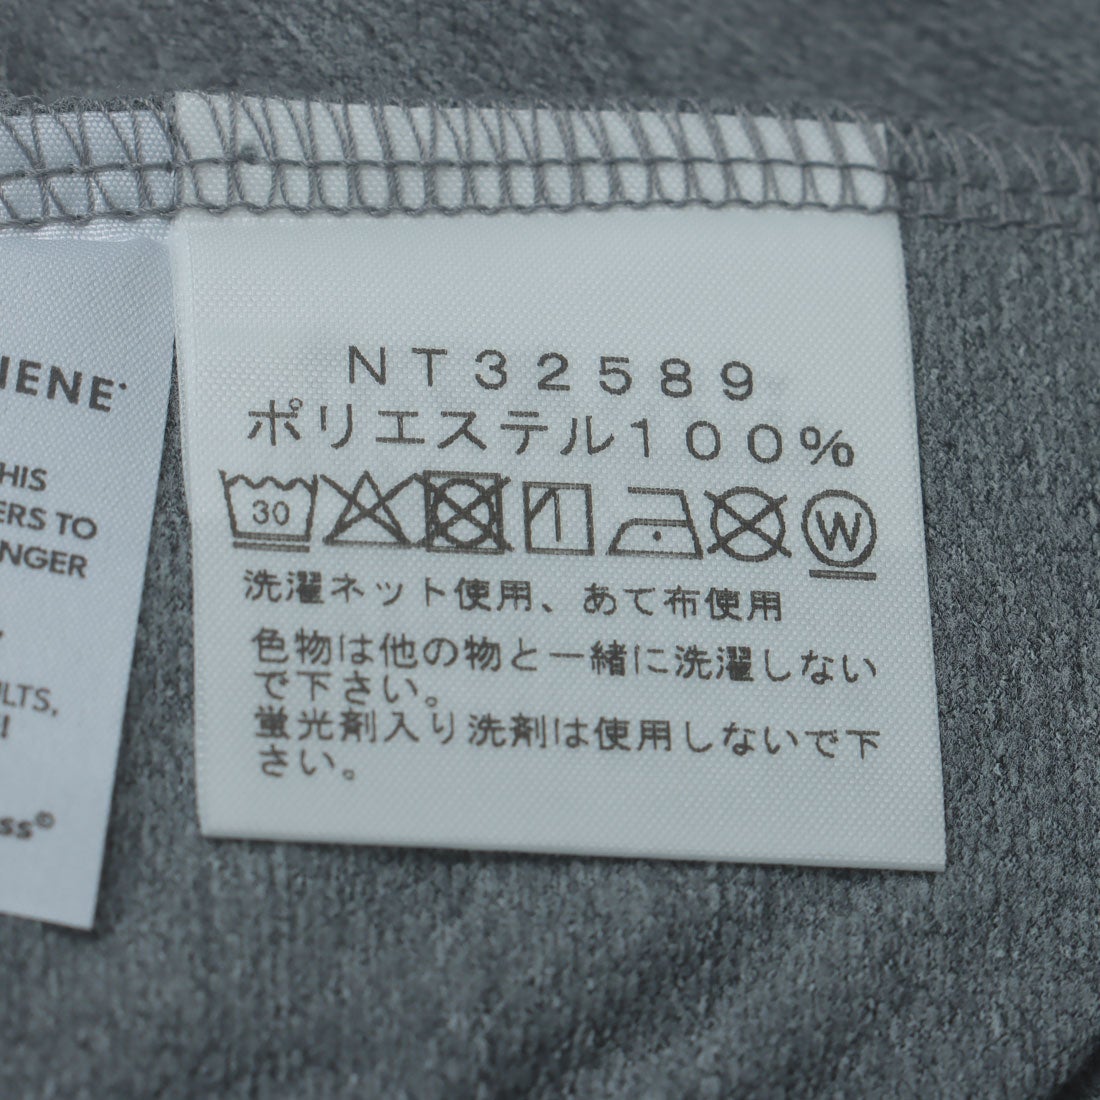 HIS
ERS TO
NGER
ULTS,
ss©
NT32589
ポリエステル100%
30
W
洗濯ネット使用、あて布使用
色物は他の物と一緒に洗濯しない
で下さい。
蛍光剤入り洗剤は使用しないで下
さい。